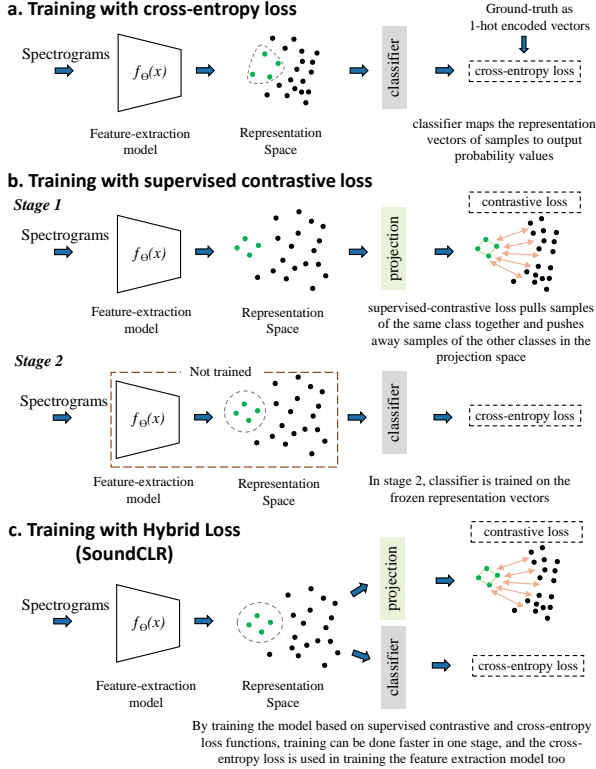 a. Training with cross-entropy loss
Ground-truth as
1-hot encoded vectors
Spectrograms
f_Θ(x)
classifier
cross-entropy loss
Feature-extraction
model
Representation
Space
classifier maps the representation
vectors of samples to output
probability values
b. Training with supervised contrastive loss
Stage 1
Spectrograms
f_Θ(x)
projection
contrastive loss
Feature-extraction
model
Representation
Space
supervised-contrastive loss pulls samples
of the same class together and pushes
away samples of the other classes in the
projection space
Stage 2
Not trained
Spectrograms
f_Θ(x)
classifier
cross-entropy loss
Feature-extraction
model
Representation
Space
In stage 2, classifier is trained on the
frozen representation vectors
c. Training with Hybrid Loss
(SoundCLR)
Spectrograms
f_Θ(x)
projection
contrastive loss
classifier
cross-entropy loss
Feature-extraction
model
Representation
Space
By training the model based on supervised contrastive and cross-entropy
loss functions, training can be done faster in one stage, and the cross-
entropy loss is used in training the feature extraction model too